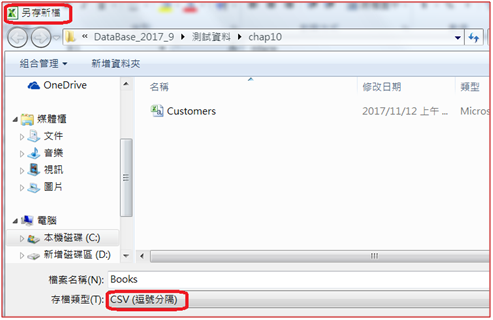 另存新檔
« DataBase_2017_9 ▸ 測試資料 ▸ chap10
組合管理 新增資料夾
OneDrive
媒體櫃
文件
音樂
視訊
圖片
電腦
本機磁碟 (C:)
新增磁碟區 (D:)
名稱 修改日期 類型
Customers 2017/11/12 上午 ... Micros
檔案名稱(N): Books
存檔類型(T): CSV (逗號分隔)